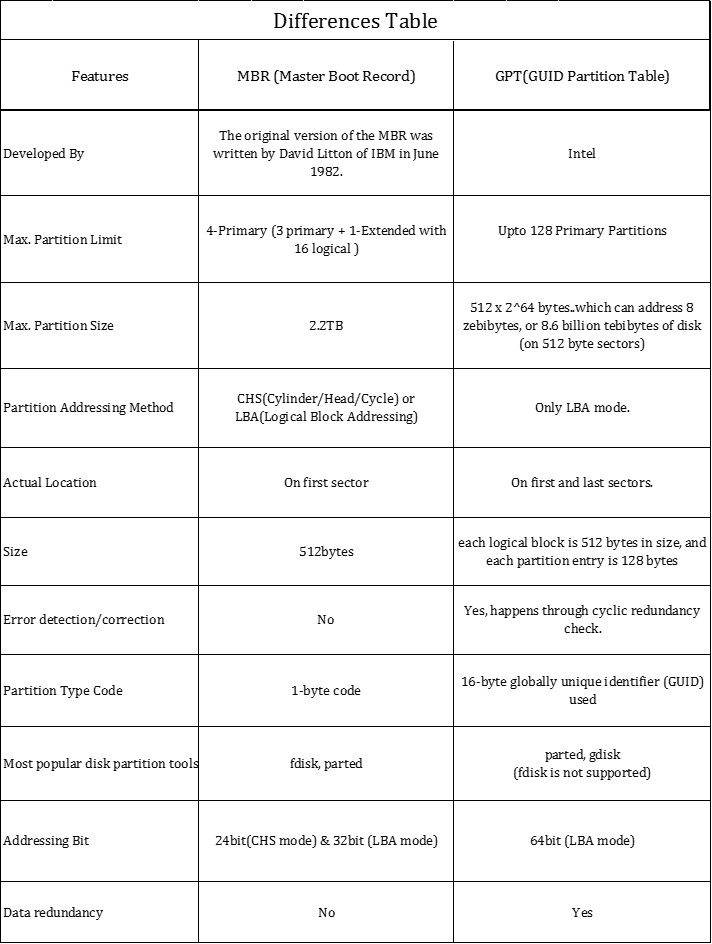 Differences Table
Features
MBR (Master Boot Record)
GPT(GUID Partition Table)
Developed By
The original version of the MBR was
written by David Litton of IBM in June
1982.
Intel
Max. Partition Limit
4-Primary (3 primary + 1-Extended with
16 logical )
Upto 128 Primary Partitions
Max. Partition Size
2.2TB
512 x 2^64 bytes..which can address 8
zebibytes, or 8.6 billion tebibytes of disk
(on 512 byte sectors)
Partition Addressing Method
CHS(Cylinder/Head/Cycle) or
LBA(Logical Block Addressing)
Only LBA mode.
Actual Location
On first sector
On first and last sectors.
Size
512bytes
each logical block is 512 bytes in size, and
each partition entry is 128 bytes
Error detection/correction
No
Yes, happens through cyclic redundancy
check.
Partition Type Code
1-byte code
16-byte globally unique identifier (GUID)
used
Most popular disk partition tools
fdisk, parted
parted, gdisk
(fdisk is not supported)
Addressing Bit
24bit(CHS mode) & 32bit (LBA mode)
64bit (LBA mode)
Data redundancy
No
Yes